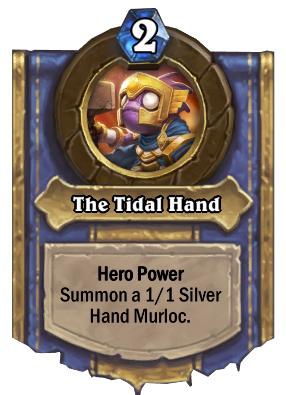 2
The Tidal Hand
Hero Power
Summon a 1/1 Silver
Hand Murloc.